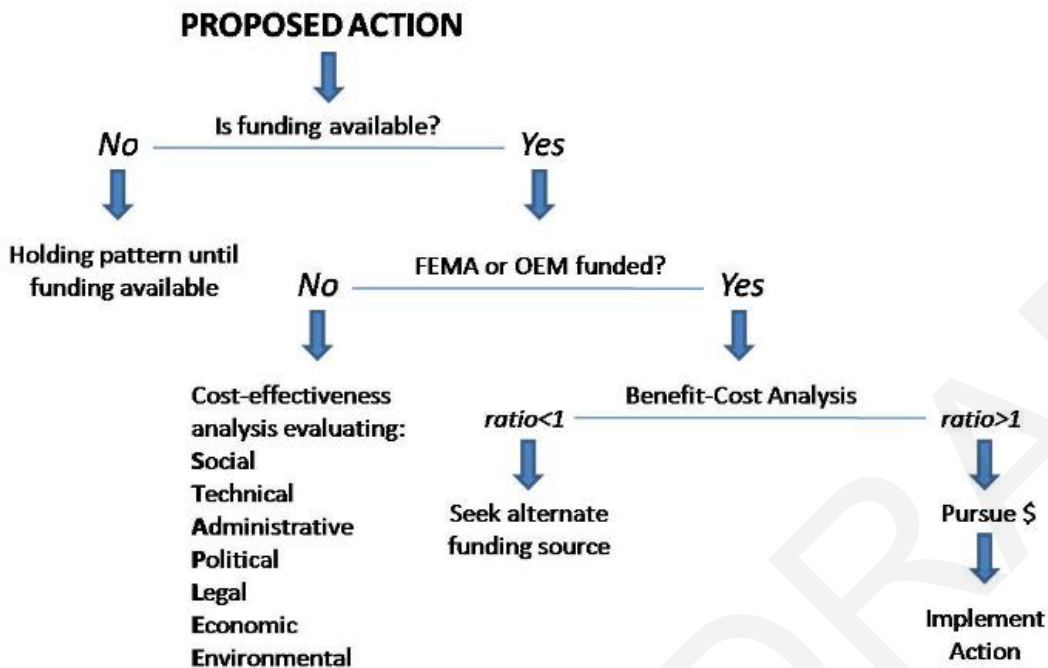 PROPOSED ACTION
Is funding available?
No
Yes
Holding pattern until
funding available
FEMA or OEM funded?
No
Yes
Cost-effectiveness
analysis evaluating:
Social
Technical
Administrative
Political
Legal
Economic
Environmental
Benefit-Cost Analysis
ratio<1
ratio>1
Seek alternate
funding source
Pursue $
Implement
Action